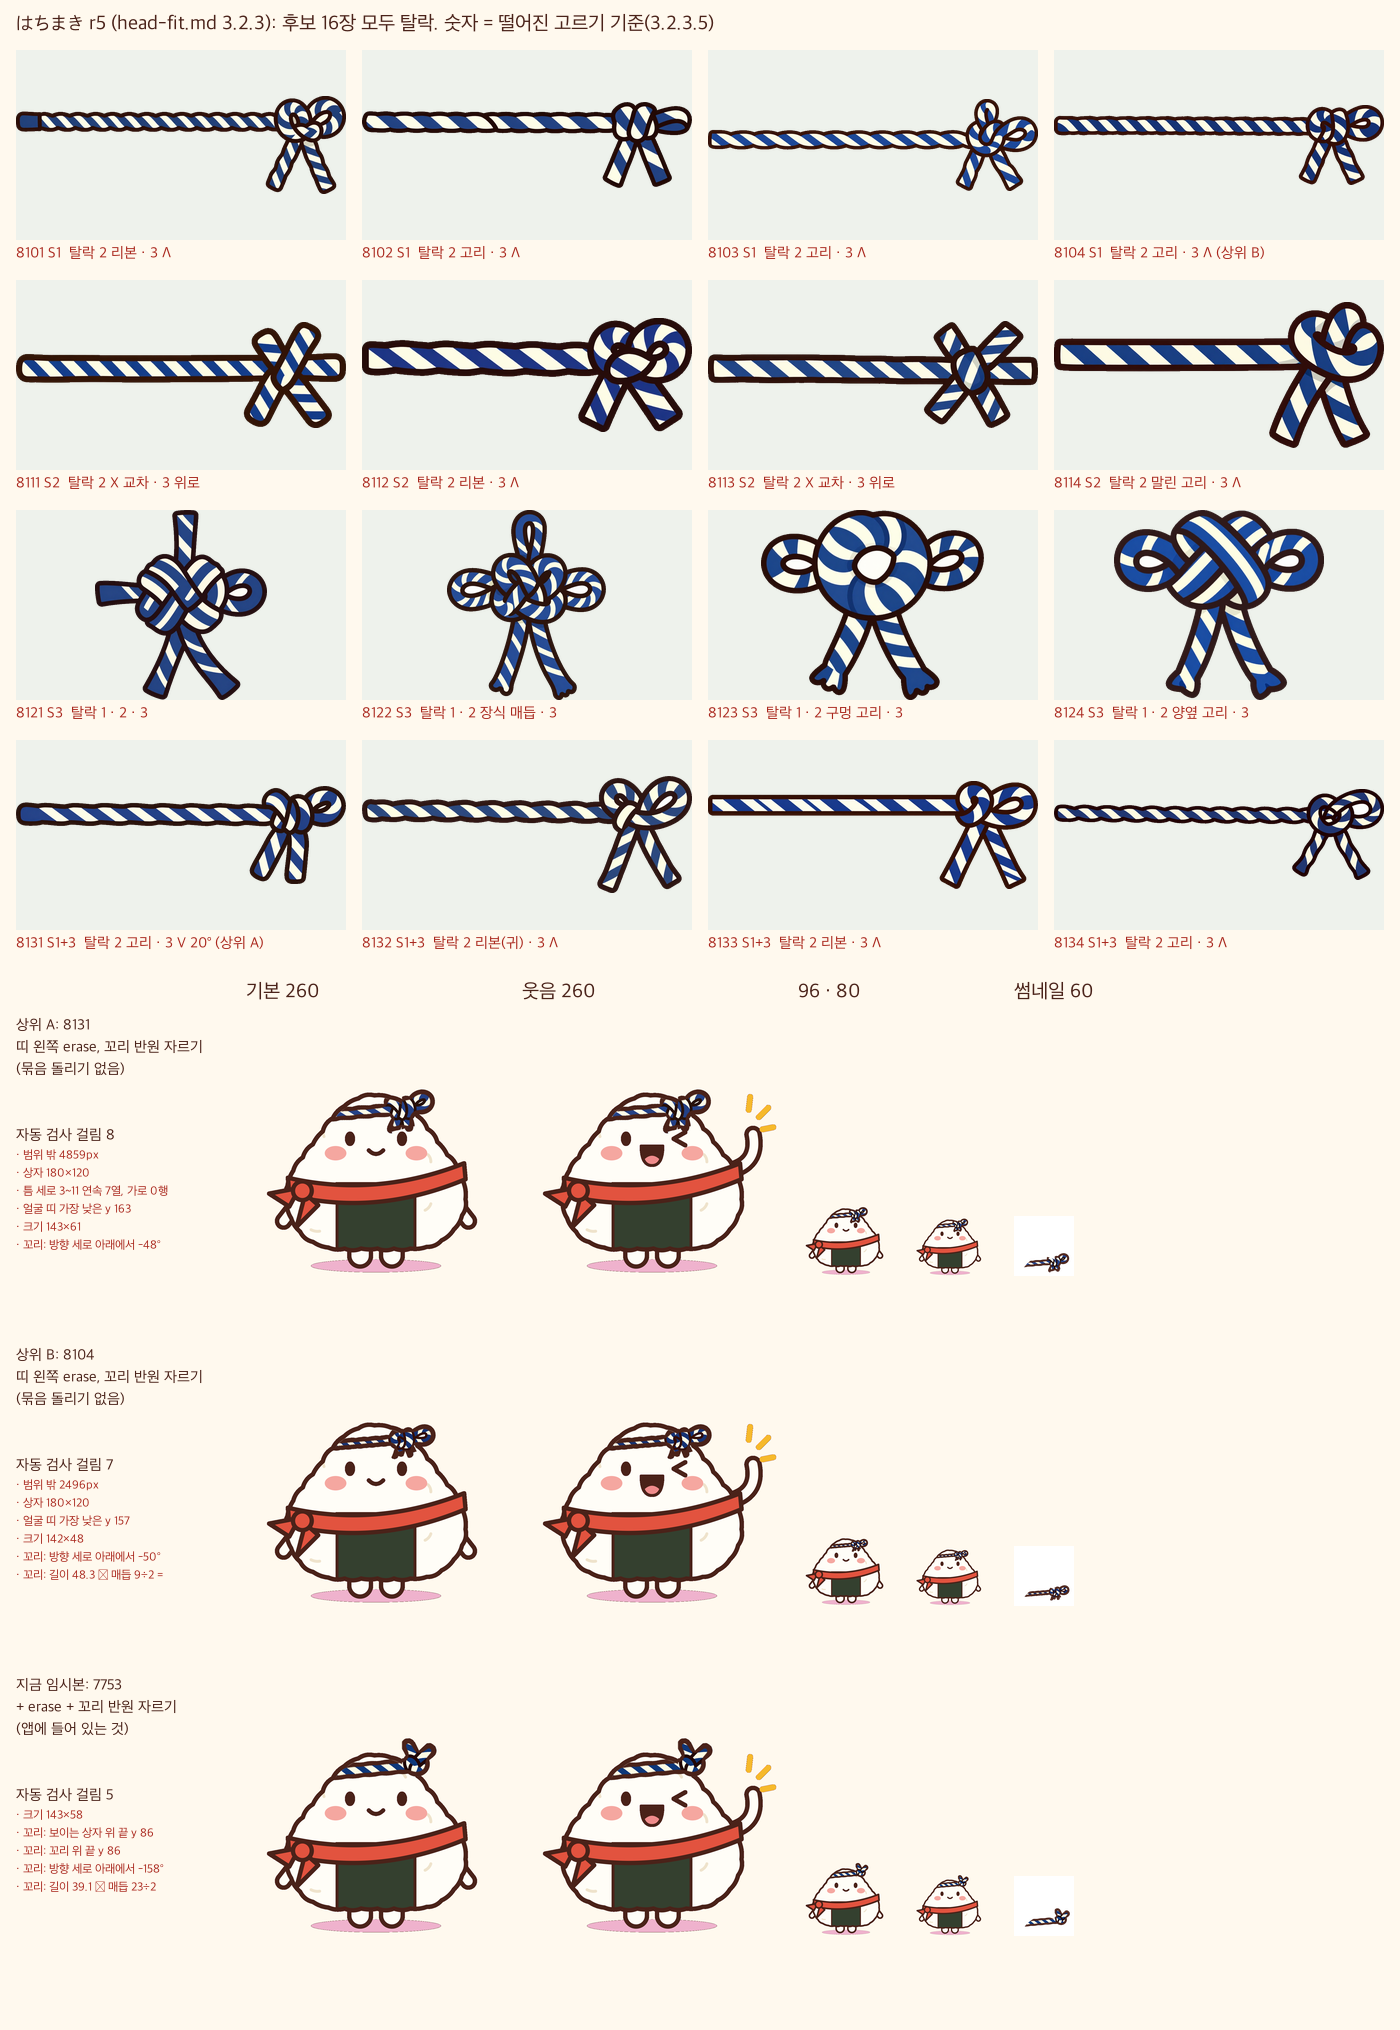 はちまき r5 (head-fit.md 3.2.3): 후보 16장 모두 탈락. 숫자 = 떨어진 고르기 기준(3.2.3.5)
8101 S1 탈락 2 리본 · 3 Λ
8102 S1 탈락 2 고리 · 3 Λ
8103 S1 탈락 2 고리 · 3 Λ
8104 S1 탈락 2 고리 · 3 Λ (상위 B)
8111 S2 탈락 2 X 교차 · 3 위로
8112 S2 탈락 2 리본 · 3 Λ
8113 S2 탈락 2 X 교차 · 3 위로
8114 S2 탈락 2 말린 고리 · 3 Λ
8121 S3 탈락 1 · 2 · 3
8122 S3 탈락 1 · 2 장식 매듭 · 3
8123 S3 탈락 1 · 2 구멍 고리 · 3
8124 S3 탈락 1 · 2 양옆 고리 · 3
8131 S1+3 탈락 2 고리 · 3 V 20° (상위 A)
8132 S1+3 탈락 2 리본(귀) · 3 Λ
8133 S1+3 탈락 2 리본 · 3 Λ
8134 S1+3 탈락 2 고리 · 3 Λ
기본 260
웃음 260
96 · 80
썸네일 60
상위 A: 8131
띠 왼쪽 erase, 꼬리 반원 자르기
(묶음 돌리기 없음)
자동 검사 걸림 8
· 범위 밖 4859px
· 상자 180×120
· 틈 세로 3~11 연속 7열, 가로 0행
· 얼굴 띠 가장 낮은 y 163
· 크기 143×61
· 꼬리: 방향 세로 아래에서 -48°
상위 B: 8104
띠 왼쪽 erase, 꼬리 반원 자르기
(묶음 돌리기 없음)
자동 검사 걸림 7
· 범위 밖 2496px
· 상자 180×120
· 얼굴 띠 가장 낮은 y 157
· 크기 142×48
· 꼬리: 방향 세로 아래에서 -50°
· 꼬리: 길이 48.3 매듭 9÷2 =
지금 임시본: 7753
+ erase + 꼬리 반원 자르기
(앱에 들어 있는 것)
자동 검사 걸림 5
· 크기 143×58
· 꼬리: 보이는 상자 위 끝 y 86
· 꼬리: 꼬리 위 끝 y 86
· 꼬리: 방향 세로 아래에서 -158°
· 꼬리: 길이 39.1 매듭 23÷2